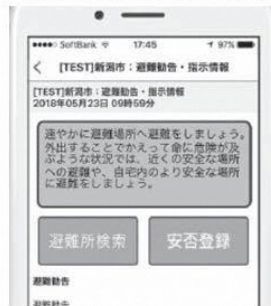 SoftBank 17:45 97%
< [TEST]新潟市:避難勧告・指示情報
[TEST]新潟市:避難勧告・指示情報
2018年05月23日 09時59分
速やかに避難場所へ避難をしましょう。
外出することでかえって命に危険が及
ぶような状況では、近くの安全な場所
への避難や、自宅内のより安全な場所
に避難をしましょう。
避難所検索 安否登録
避難勧告
避難勧告